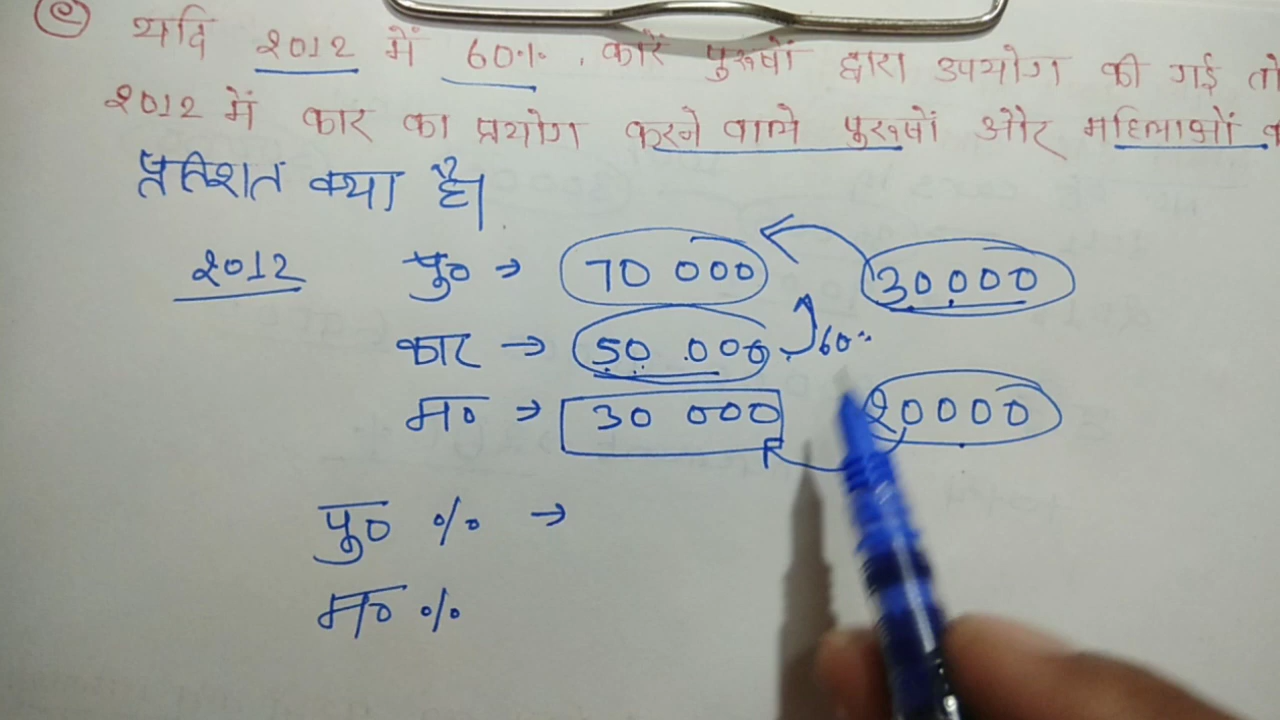 (e) यदि 2012 में 60% कारें पुरूषों द्वारा उपयोग की गई तो
2012 में कार का प्रयोग करने वाले पुरूषों और महिलाओं
प्रतिशत क्या है।
2012 पु० → 70 000 30,000
कार → 50 000 60%
म० → 30 000 20000
पु० % →
म० %